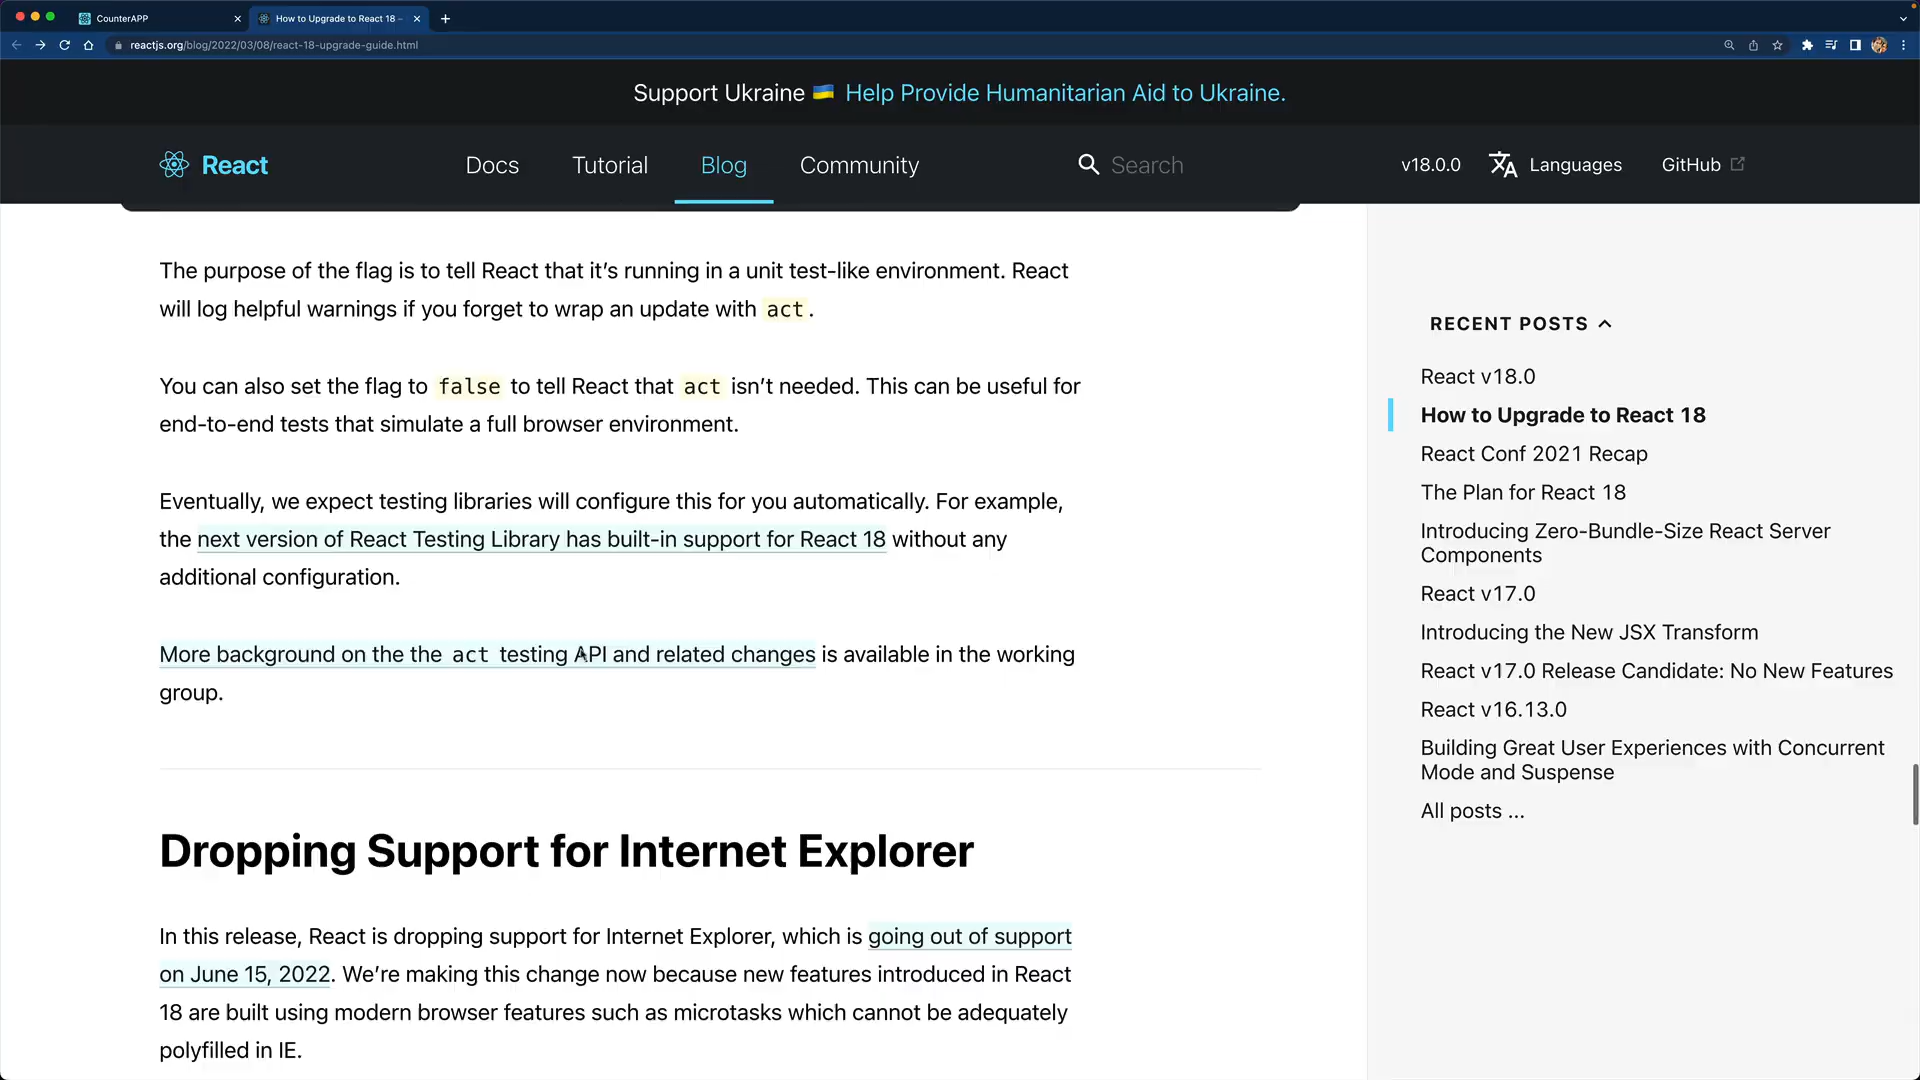 CounterAPP
How to Upgrade to React 18 –
reactjs.org/blog/2022/03/08/react-18-upgrade-guide.html
Support Ukraine 🇺🇦 Help Provide Humanitarian Aid to Ukraine.
React
Docs
Tutorial
Blog
Community
Search
v18.0.0
Languages
GitHub
The purpose of the flag is to tell React that it’s running in a unit test-like environment. React
will log helpful warnings if you forget to wrap an update with act.
You can also set the flag to false to tell React that act isn’t needed. This can be useful for
end-to-end tests that simulate a full browser environment.
Eventually, we expect testing libraries will configure this for you automatically. For example,
the next version of React Testing Library has built-in support for React 18 without any
additional configuration.
More background on the the act testing API and related changes is available in the working
group.
Dropping Support for Internet Explorer
In this release, React is dropping support for Internet Explorer, which is going out of support
on June 15, 2022. We’re making this change now because new features introduced in React
18 are built using modern browser features such as microtasks which cannot be adequately
polyfilled in IE.
RECENT POSTS
React v18.0
How to Upgrade to React 18
React Conf 2021 Recap
The Plan for React 18
Introducing Zero-Bundle-Size React Server
Components
React v17.0
Introducing the New JSX Transform
React v17.0 Release Candidate: No New Features
React v16.13.0
Building Great User Experiences with Concurrent
Mode and Suspense
All posts ...